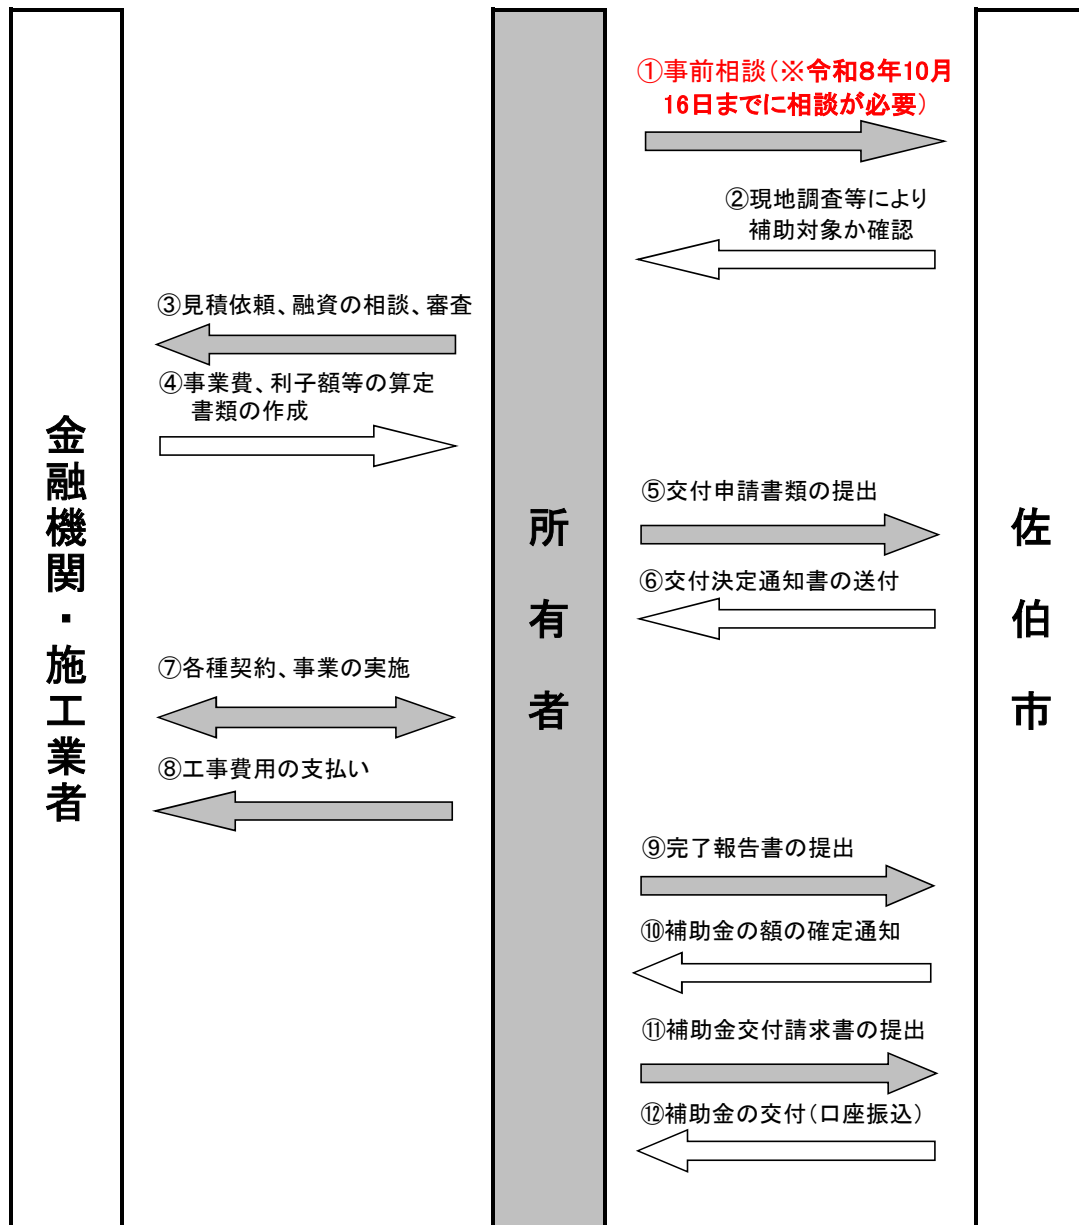 ①事前相談(※令和8年10月
16日までに相談が必要)
②現地調査等により
補助対象か確認
③見積依頼、融資の相談、審査
④事業費、利子額等の算定
書類の作成
金融機関・施工業者
所有者
佐伯市
⑤交付申請書類の提出
⑥交付決定通知書の送付
⑦各種契約、事業の実施
⑧工事費用の支払い
⑨完了報告書の提出
⑩補助金の額の確定通知
⑪補助金交付請求書の提出
⑫補助金の交付(口座振込)